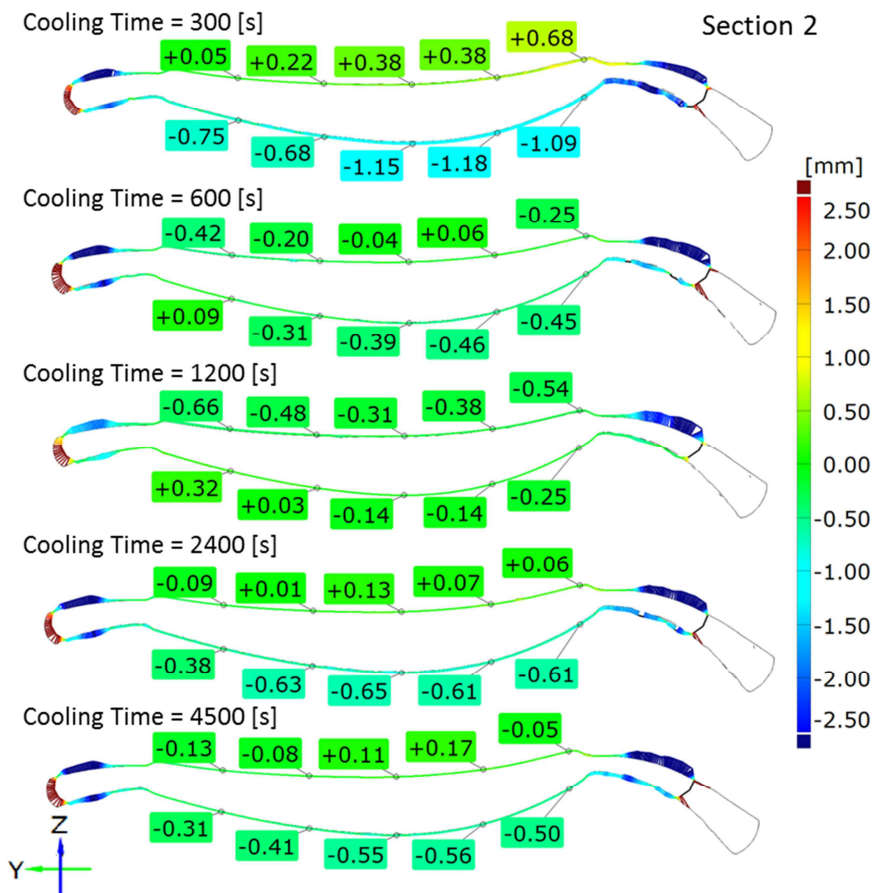 Cooling Time = 300 [s]
Section 2
+0.05 +0.22 +0.38 +0.38 +0.68
-0.75 -0.68 -1.15 -1.18 -1.09
Cooling Time = 600 [s]
-0.42 -0.20 -0.04 +0.06 -0.25
+0.09 -0.31 -0.39 -0.46 -0.45
Cooling Time = 1200 [s]
-0.66 -0.48 -0.31 -0.38 -0.54
+0.32 +0.03 -0.14 -0.14 -0.25
Cooling Time = 2400 [s]
-0.09 +0.01 +0.13 +0.07 +0.06
-0.38 -0.63 -0.65 -0.61 -0.61
Cooling Time = 4500 [s]
-0.13 -0.08 +0.11 +0.17 -0.05
-0.31 -0.41 -0.55 -0.56 -0.50
Z
Y
[mm]
2.50
2.00
1.50
1.00
0.50
0.00
-0.50
-1.00
-1.50
-2.00
-2.50